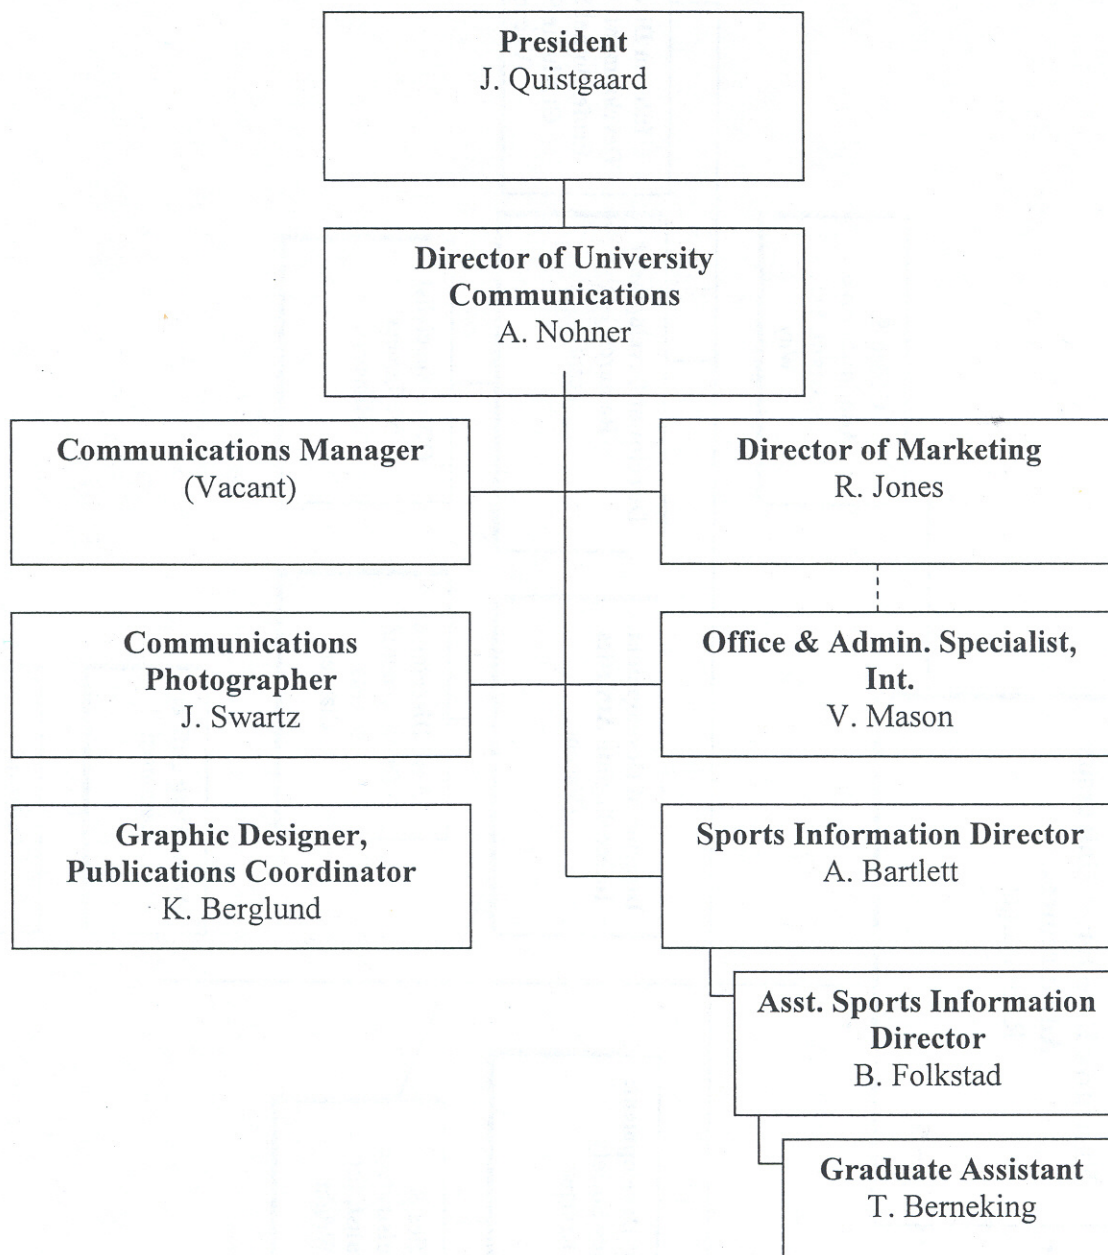 President
J. Quistgaard
Director of University
Communications
A. Nohner
Communications Manager
(Vacant)
Director of Marketing
R. Jones
Communications
Photographer
J. Swartz
Office & Admin. Specialist,
Int.
V. Mason
Graphic Designer,
Publications Coordinator
K. Berglund
Sports Information Director
A. Bartlett
Asst. Sports Information
Director
B. Folkstad
Graduate Assistant
T. Berneking